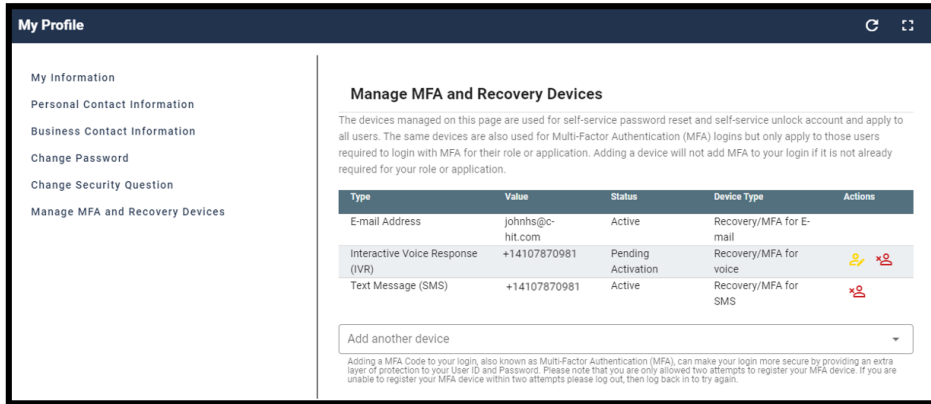 My Profile
My Information
Personal Contact Information
Business Contact Information
Change Password
Change Security Question
Manage MFA and Recovery Devices
Manage MFA and Recovery Devices
The devices managed on this page are used for self-service password reset and self-service unlock account and apply to
all users. The same devices are also used for Multi-Factor Authentication (MFA) logins but only apply to those users
required to login with MFA for their role or application. Adding a device will not add MFA to your login if it is not already
required for your role or application.
Type Value Status Device Type Actions
E-mail Address johnhs@c- Active Recovery/MFA for E-
hit.com mail
Interactive Voice Response +14107870981 Pending Recovery/MFA for
(IVR) Activation voice
Text Message (SMS) +14107870981 Active Recovery/MFA for
SMS
Add another device
Adding a MFA Code to your login, also known as Multi-Factor Authentication (MFA), can make your login more secure by providing an extra
layer of protection to your User ID and Password. Please note that you are only allowed two attempts to register your MFA device. If you are
unable to register your MFA device within two attempts please log out, then log back in to try again.